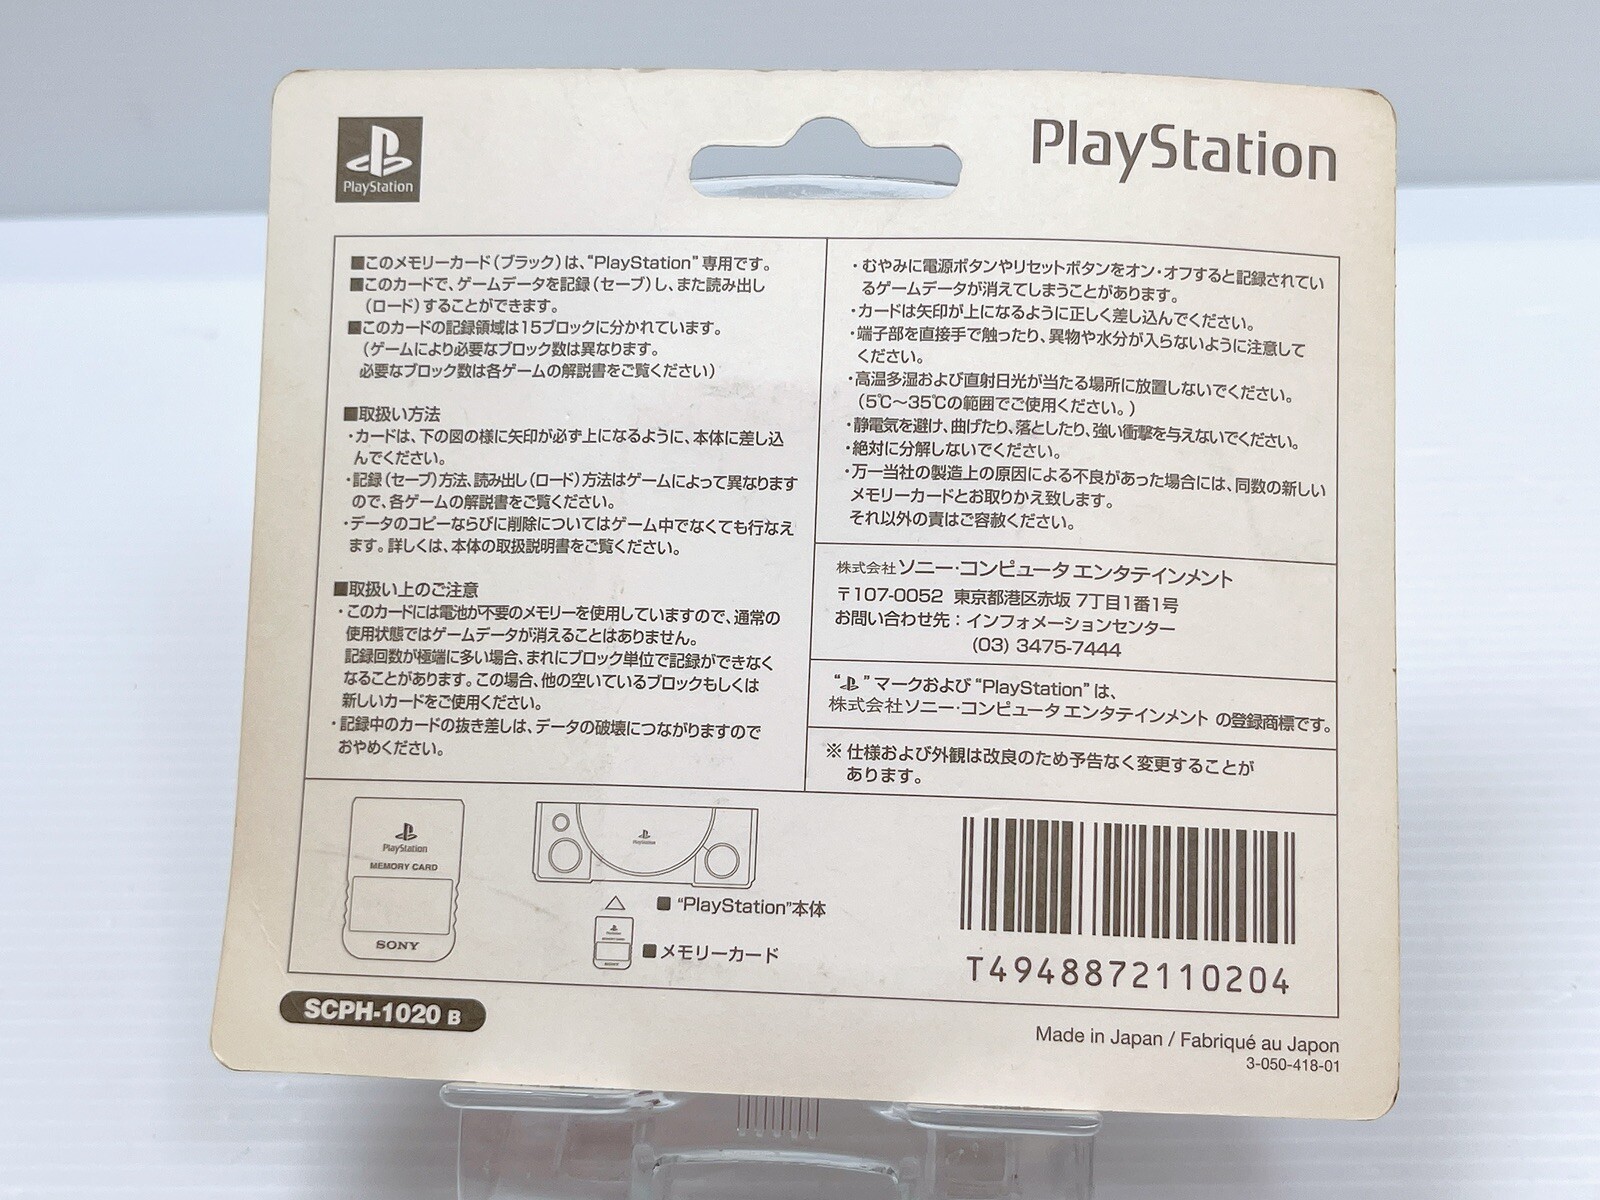 PlayStation
PlayStation
■このメモリーカード(ブラック)は、“PlayStation”専用です。
■このカードで、ゲームデータを記録(セーブ)し、また読み出し
(ロード)することができます。
■このカードの記録領域は15ブロックに分かれています。
(ゲームにより必要なブロック数は異なります。
必要なブロック数は各ゲームの解説書をご覧ください)
■取扱い方法
・カードは、下の図の様に矢印が必ず上になるように、本体に差し込
んでください。
・記録(セーブ)方法、読み出し(ロード)方法はゲームによって異なります
ので、各ゲームの解説書をご覧ください。
・データのコピーならびに削除についてはゲーム中でなくても行なえ
ます。詳しくは、本体の取扱説明書をご覧ください。
■取扱い上のご注意
・このカードには電池が不要のメモリーを使用していますので、通常の
使用状態ではゲームデータが消えることはありません。
記録回数が極端に多い場合、まれにブロック単位で記録ができなく
なることがあります。この場合、他の空いているブロックもしくは
新しいカードをご使用ください。
・記録中のカードの抜き差しは、データの破壊につながりますので
おやめください。
・むやみに電源ボタンやリセットボタンをオン・オフすると記録されてい
るゲームデータが消えてしまうことがあります。
・カードは矢印が上になるように正しく差し込んでください。
・端子部を直接手で触ったり、異物や水分が入らないように注意して
ください。
・高温多湿および直射日光が当たる場所に放置しないでください。
(5℃〜35℃の範囲でご使用ください。)
・静電気を避け、曲げたり、落としたり、強い衝撃を与えないでください。
・絶対に分解しないでください。
・万一当社の製造上の原因による不良があった場合には、同数の新しい
メモリーカードとお取りかえ致します。
それ以外の責はご容赦ください。
株式会社ソニー・コンピュータ エンタテインメント
〒107-0052 東京都港区赤坂 7丁目1番1号
お問い合わせ先：インフォメーションセンター
(03) 3475-7444
“ ” マークおよび“PlayStation”は、
株式会社ソニー・コンピュータ エンタテインメント の登録商標です。
※ 仕様および外観は改良のため予告なく変更することが
あります。
PlayStation
MEMORY CARD
SONY
■“PlayStation”本体
■メモリーカード
T4948872110204
SCPH-1020 B
Made in Japan / Fabriqué au Japon
3-050-418-01